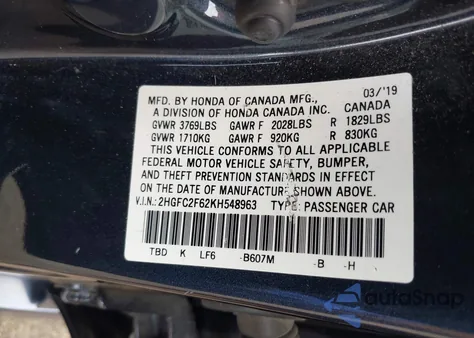 03/'19
MFD. BY HONDA OF CANADA MFG., CANADA
A DIVISION OF HONDA CANADA INC.
GVWR 3769LBS GAWR F 2028LBS R 1829LBS
GVWR 1710KG GAWR F 920KG R 830KG
THIS VEHICLE CONFORMS TO ALL APPLICABLE
FEDERAL MOTOR VEHICLE SAFETY, BUMPER,
AND THEFT PREVENTION STANDARDS IN EFFECT
ON THE DATE OF MANUFACTURE SHOWN ABOVE.
V.I.N.: 2HGFC2F62KH548963 TYPE: PASSENGER CAR
TBD K LF6 -B607M -B -H
autoSnap